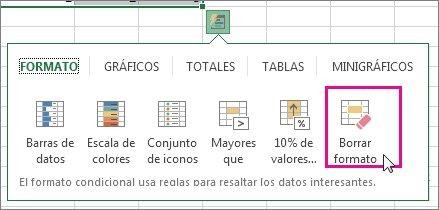 FORMATO GRÁFICOS TOTALES TABLAS MINIGRÁFICOS
Barras de Escala de Conjunto Mayores 10% de Borrar
datos colores de iconos que valores... formato
El formato condicional usa reglas para resaltar los datos interesantes.